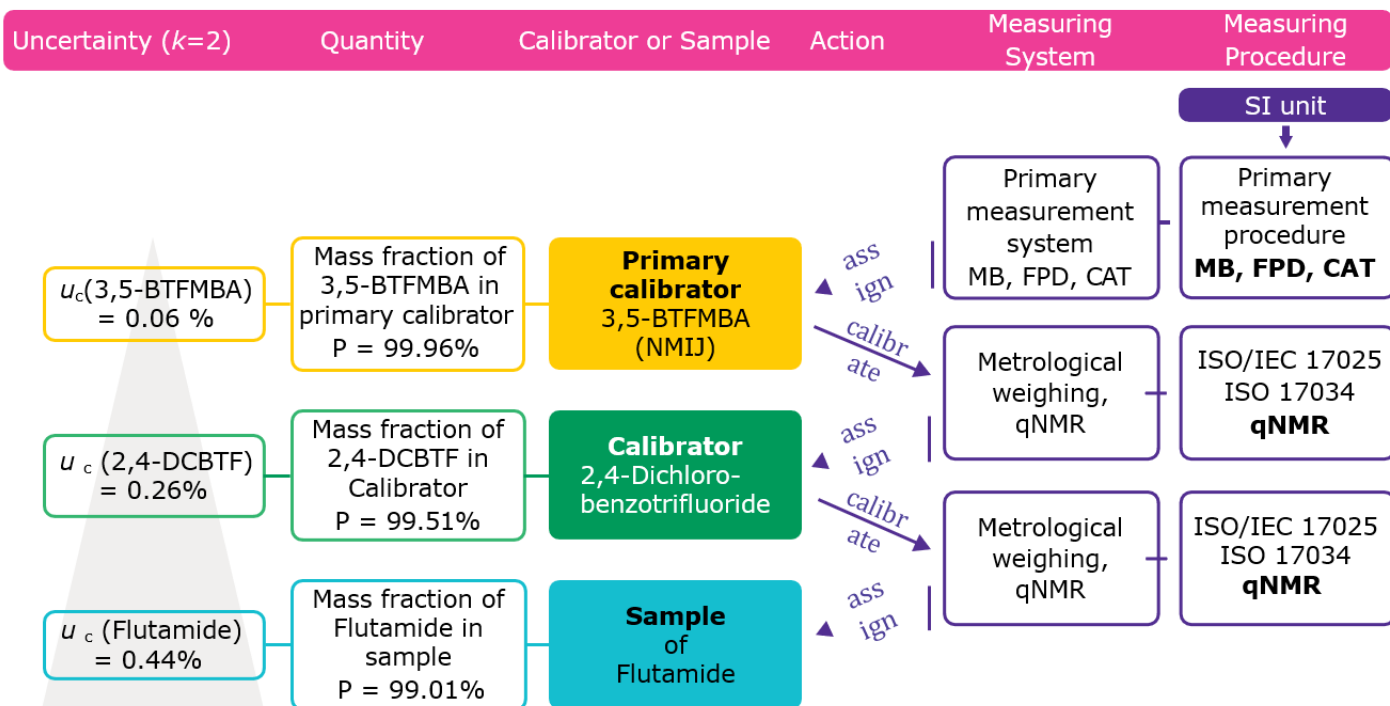 Uncertainty (k=2)
Quantity
Calibrator or Sample
Action
Measuring
System
Measuring
Procedure
SI unit
Primary
measurement
system
MB, FPD, CAT
Primary
measurement
procedure
MB, FPD, CAT
uc(3,5-BTFMBA)
= 0.06 %
Mass fraction of
3,5-BTFMBA in
primary calibrator
P = 99.96%
Primary
calibrator
3,5-BTFMBA
(NMIJ)
ass
ign
calibr
ate
Metrological
weighing,
qNMR
ISO/IEC 17025
ISO 17034
qNMR
u c (2,4-DCBTF)
= 0.26%
Mass fraction of
2,4-DCBTF in
Calibrator
P = 99.51%
Calibrator
2,4-Dichloro-
benzotrifluoride
ass
ign
calibr
ate
Metrological
weighing,
qNMR
ISO/IEC 17025
ISO 17034
qNMR
u c (Flutamide)
= 0.44%
Mass fraction of
Flutamide in
sample
P = 99.01%
Sample
of
Flutamide
ass
ign